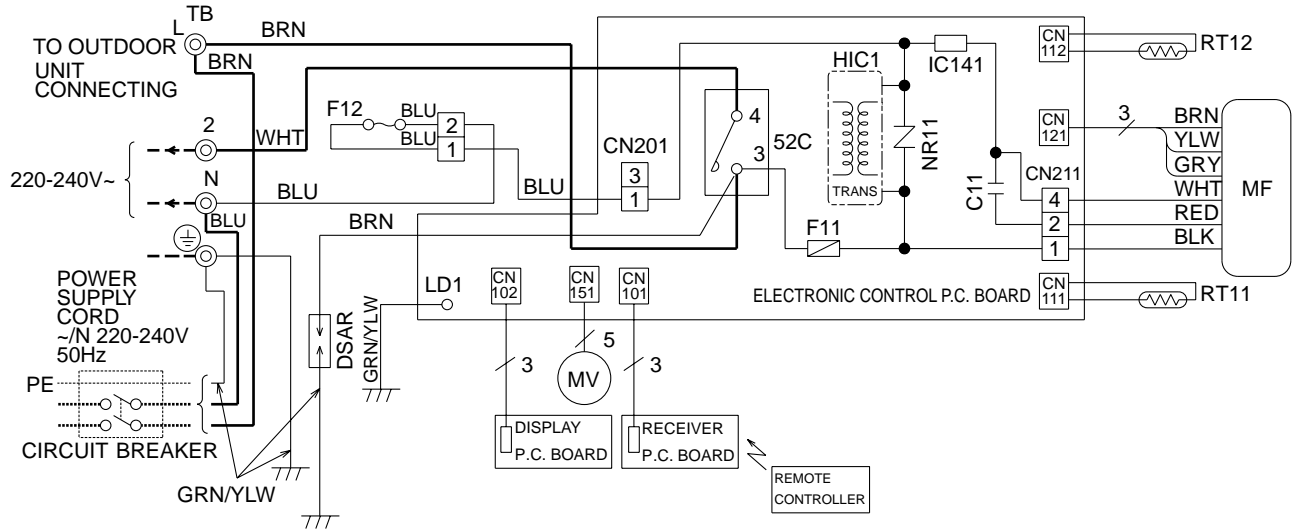 TB
L
BRN
TO OUTDOOR
UNIT
CONNECTING
BRN
2
WHT
220-240V~
N
BLU
BLU
F12
BLU
BLU
2
1
BLU
CN201
3
1
BRN
4
3
52C
HIC1
TRANS
NR11
IC141
F11
C11
CN
112
RT12
CN
121
3
BRN
YLW
GRY
WHT
RED
BLK
MF
CN211
4
2
1
ELECTRONIC CONTROL P.C. BOARD
CN
111
RT11
POWER
SUPPLY
CORD
~/N 220-240V
50Hz
PE
CIRCUIT BREAKER
GRN/YLW
DSAR
GRN/YLW
LD1
CN
102
CN
151
CN
101
3
5
3
MV
DISPLAY
P.C. BOARD
RECEIVER
P.C. BOARD
REMOTE
CONTROLLER